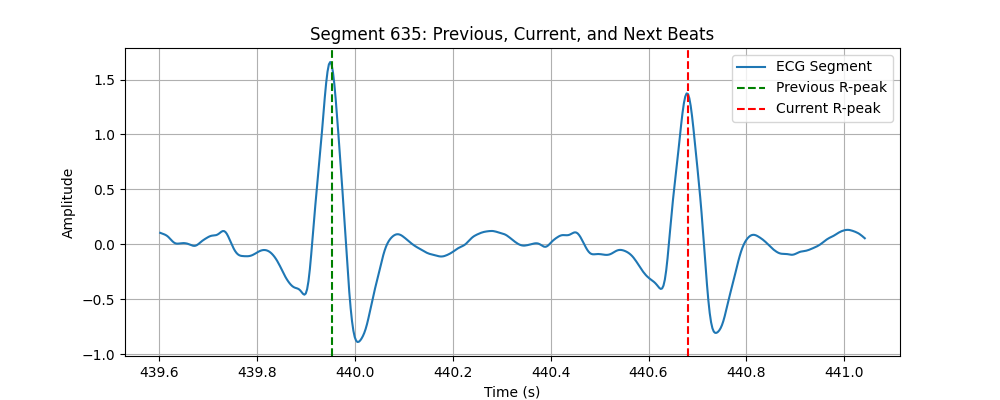 Segment 635: Previous, Current, and Next Beats
ECG Segment
Previous R-peak
Current R-peak
Amplitude
1.5
1.0
0.5
0.0
−0.5
−1.0
439.6 439.8 440.0 440.2 440.4 440.6 440.8 441.0
Time (s)